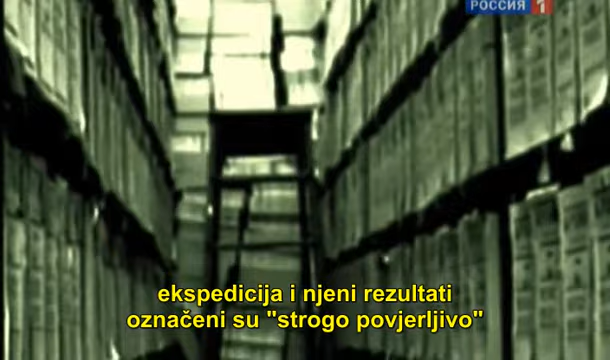 РОССИЯ 1
ekspedicija i njeni rezultati
označeni su "strogo povjerljivo"